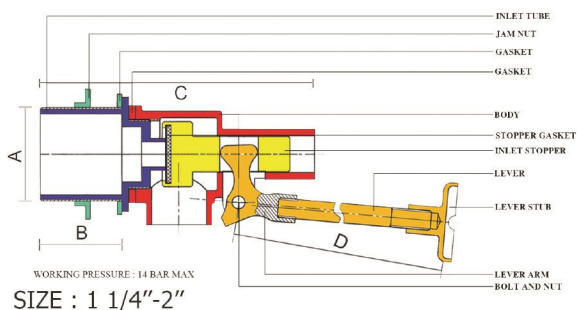 INLET TUBE
JAM NUT
GASKET
GASKET
C
BODY
STOPPER GASKET
INLET STOPPER
A
LEVER
LEVER STUB
B
D
WORKING PRESSURE : 14 BAR MAX
LEVER ARM
BOLT AND NUT
SIZE : 1 1/4"-2"